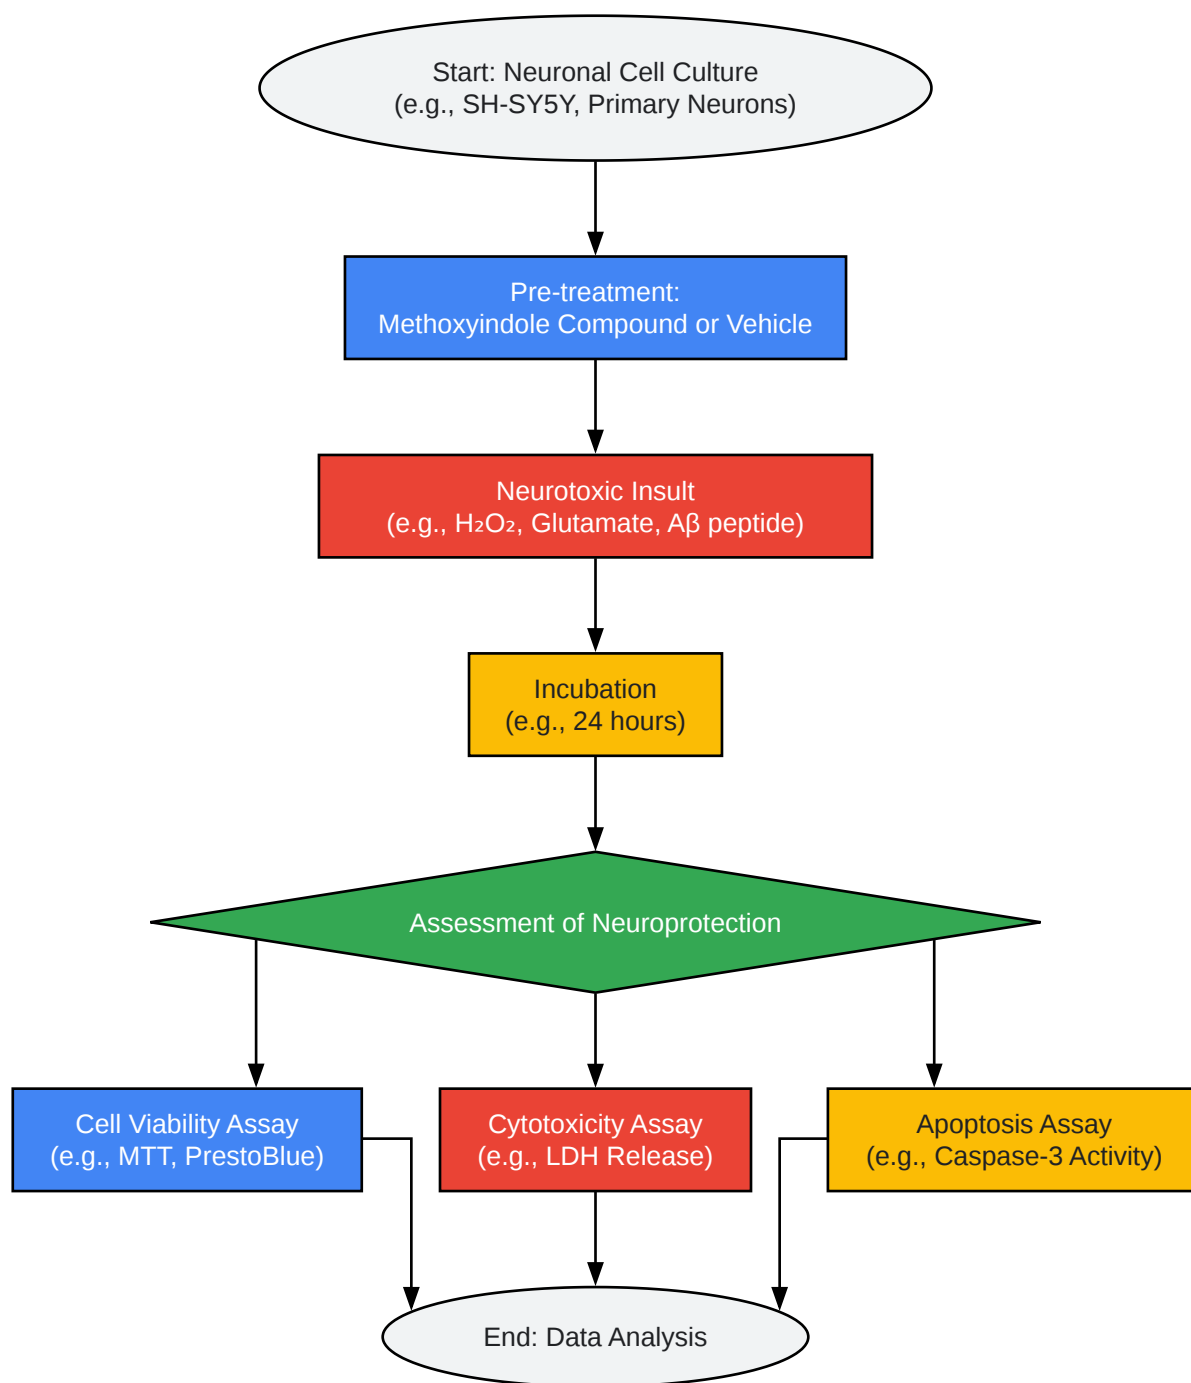 Start: Neuronal Cell Culture
(e.g., SH-SY5Y, Primary Neurons)
Pre-treatment:
Methoxyindole Compound or Vehicle
Neurotoxic Insult
(e.g., H₂O₂, Glutamate, Aβ peptide)
Incubation
(e.g., 24 hours)
Assessment of Neuroprotection
Cell Viability Assay
(e.g., MTT, PrestoBlue)
Cytotoxicity Assay
(e.g., LDH Release)
Apoptosis Assay
(e.g., Caspase-3 Activity)
End: Data Analysis